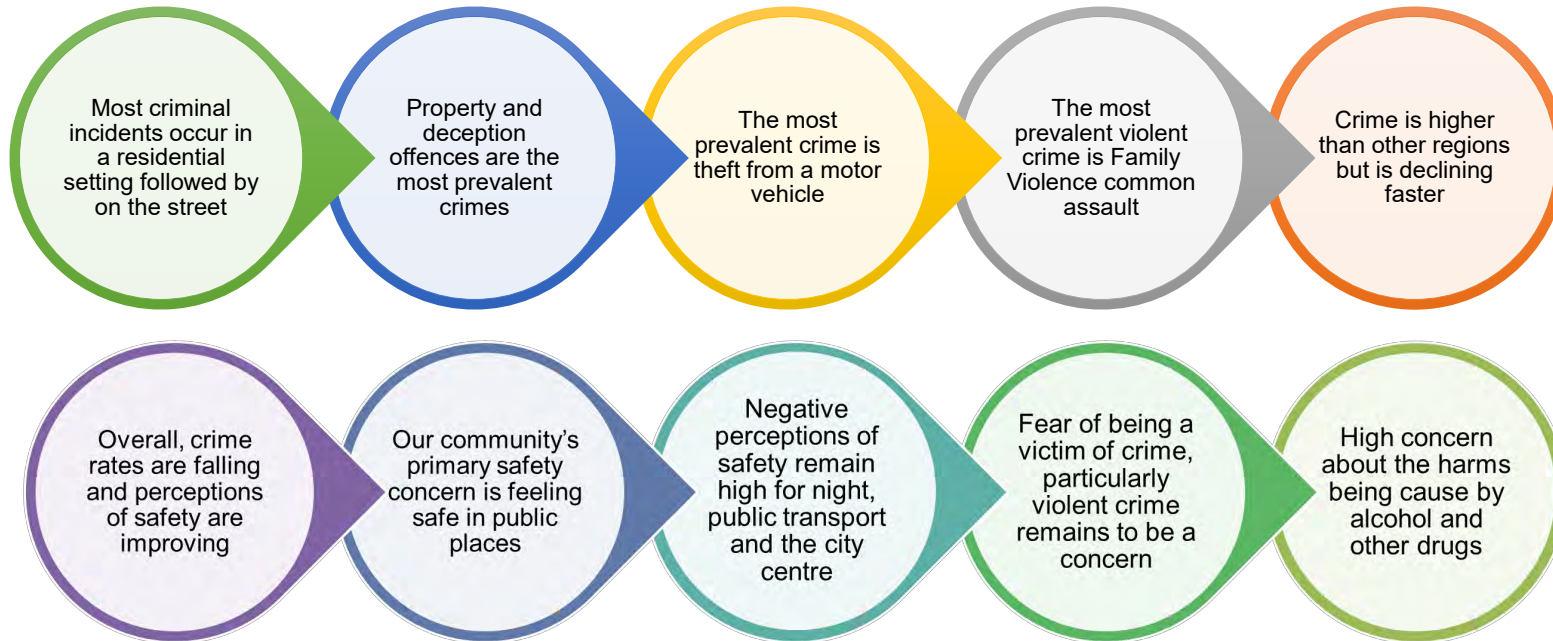 Most criminal
incidents occur in
a residential
setting followed by
on the street
Property and
deception
offences are the
most prevalent
crimes
The most
prevalent crime is
theft from a motor
vehicle
The most
prevalent violent
crime is Family
Violence common
assault
Crime is higher
than other regions
but is declining
faster
Overall, crime
rates are falling
and perceptions
of safety are
improving
Our community’s
primary safety
concern is feeling
safe in public
places
Negative
perceptions of
safety remain
high for night,
public transport
and the city
centre
Fear of being a
victim of crime,
particularly
violent crime
remains to be a
concern
High concern
about the harms
being cause by
alcohol and
other drugs